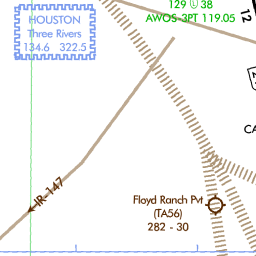 129 Ⓤ 38
AWOS-3PT 119.05
12
HOUSTON
Three Rivers
134.6 322.5
CA
IR-147
Floyd Ranch Pvt
(TA56)
282 - 30